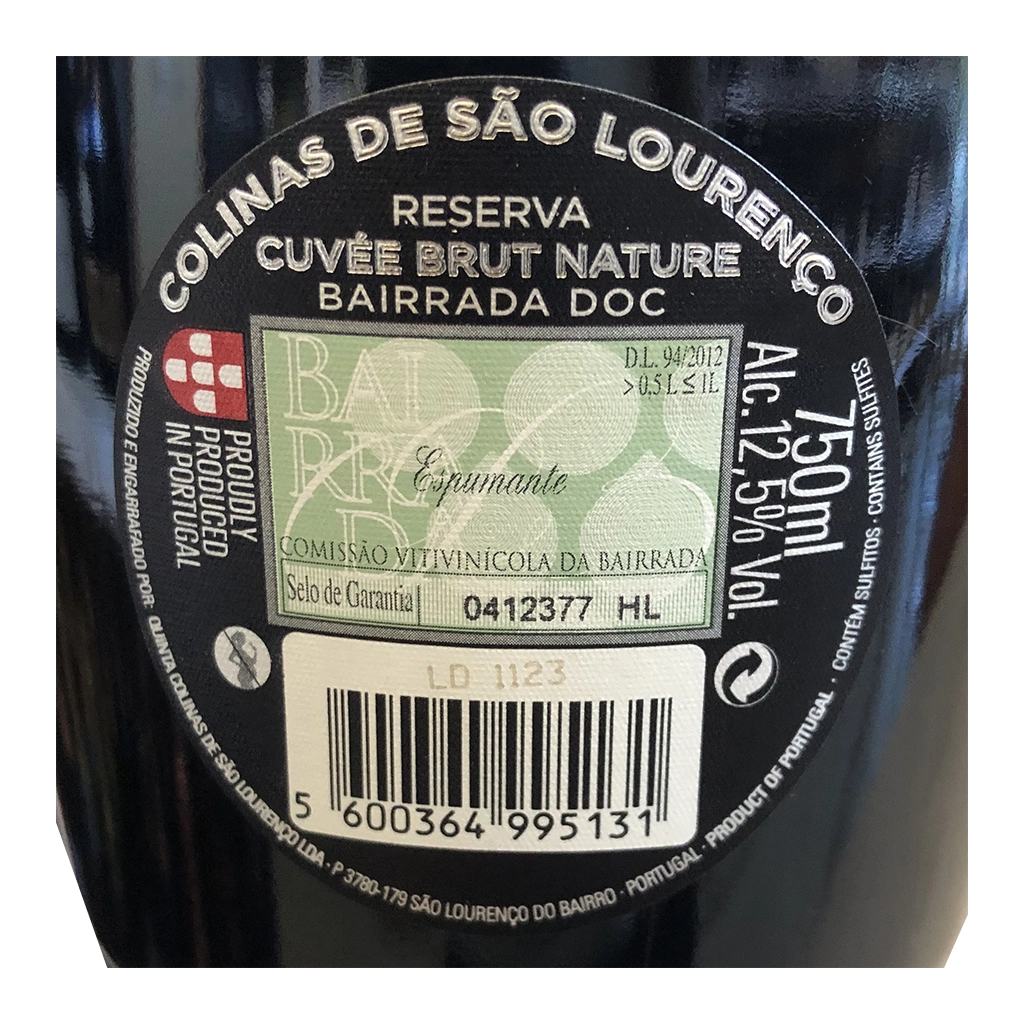 COLINAS DE SÃO LOURENÇO
RESERVA
CUVÉE BRUT NATURE
BAIRRADA DOC
BAI
RRA
DA
D.L. 94/2012
>0,5 L ≤ 1L
Espumante
COMISSÃO VITIVINÍCOLA DA BAIRRADA
Selo de Garantia
0412377 HL
PROUDLY
PRODUCED
IN PORTUGAL
750ml
Alc. 12,5% Vol.
LD 1123
5 600364 995131
PRODUZIDO E ENGARRAFADO POR: QUINTA COLINAS DE SÃO LOURENÇO LDA · P 3780-179 SÃO LOURENÇO DO BAIRRO · PORTUGAL · PRODUCT OF PORTUGAL · CONTÉM SULFITOS · CONTAINS SULFITES